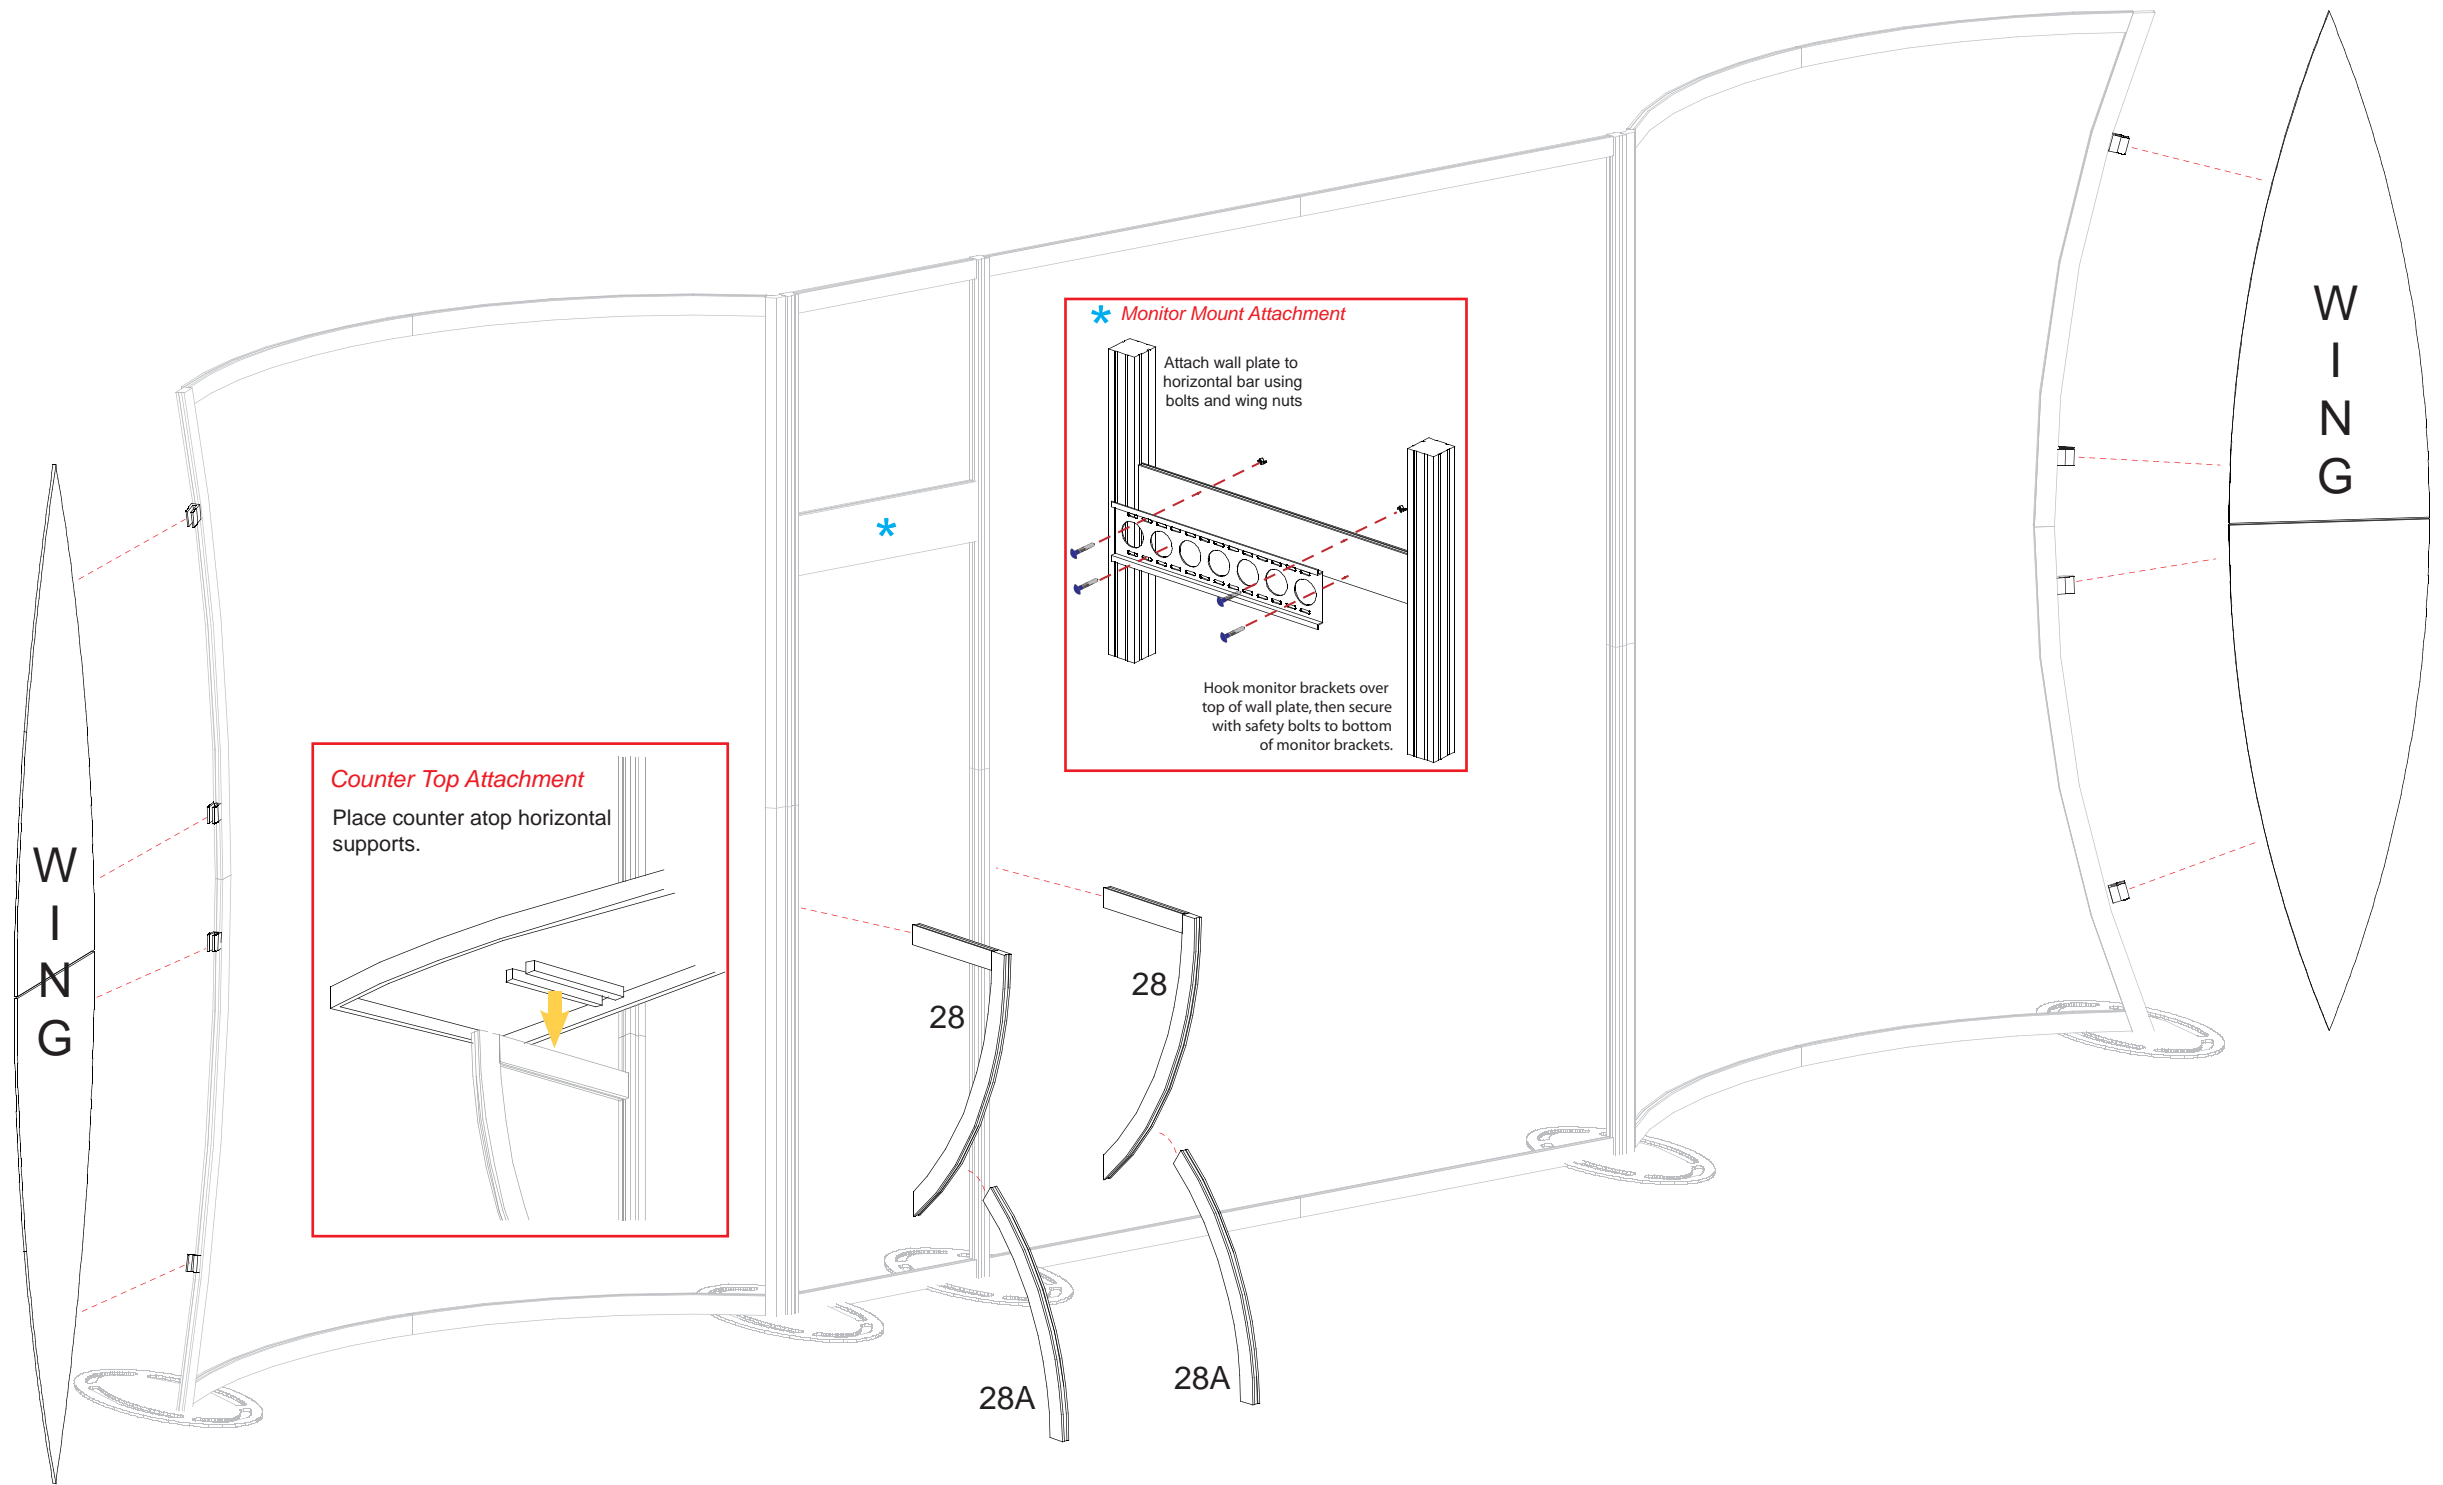 W
I
N
G
* Monitor Mount Attachment
Attach wall plate to
horizontal bar using
bolts and wing nuts
*
Hook monitor brackets over
top of wall plate, then secure
with safety bolts to bottom
of monitor brackets.
Counter Top Attachment
Place counter atop horizontal
supports.
W
I
N
G
28
28
28A
28A